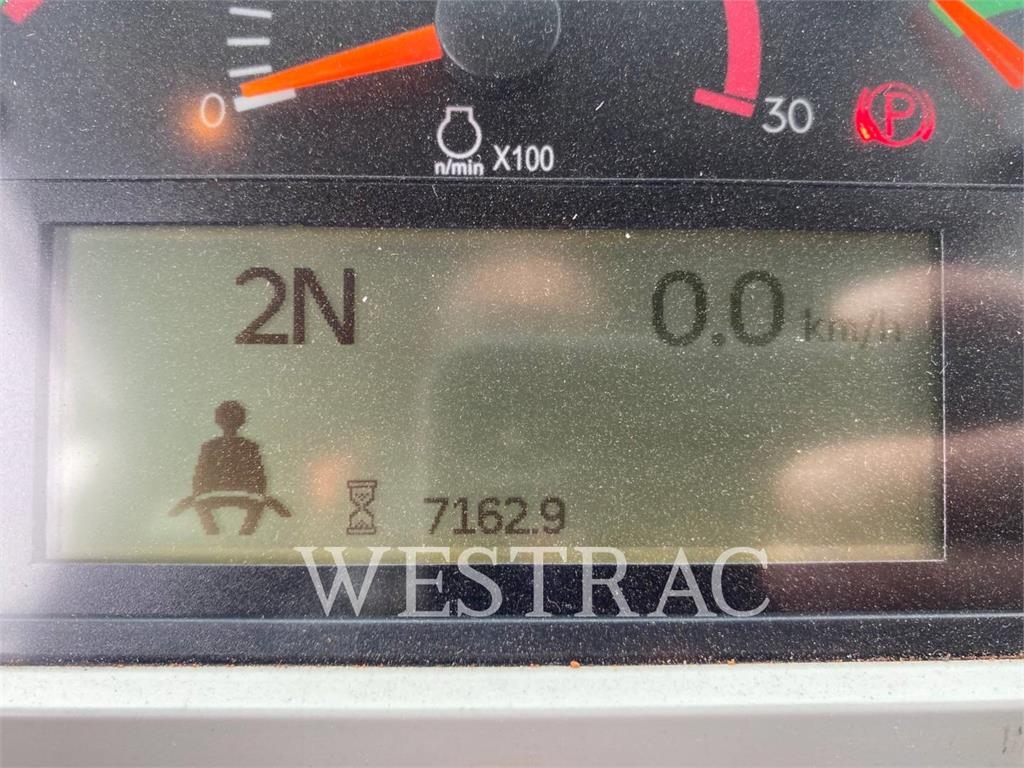 0
30
P
n/min X100
2N 0.0 km/h
7162.9
WESTRAC